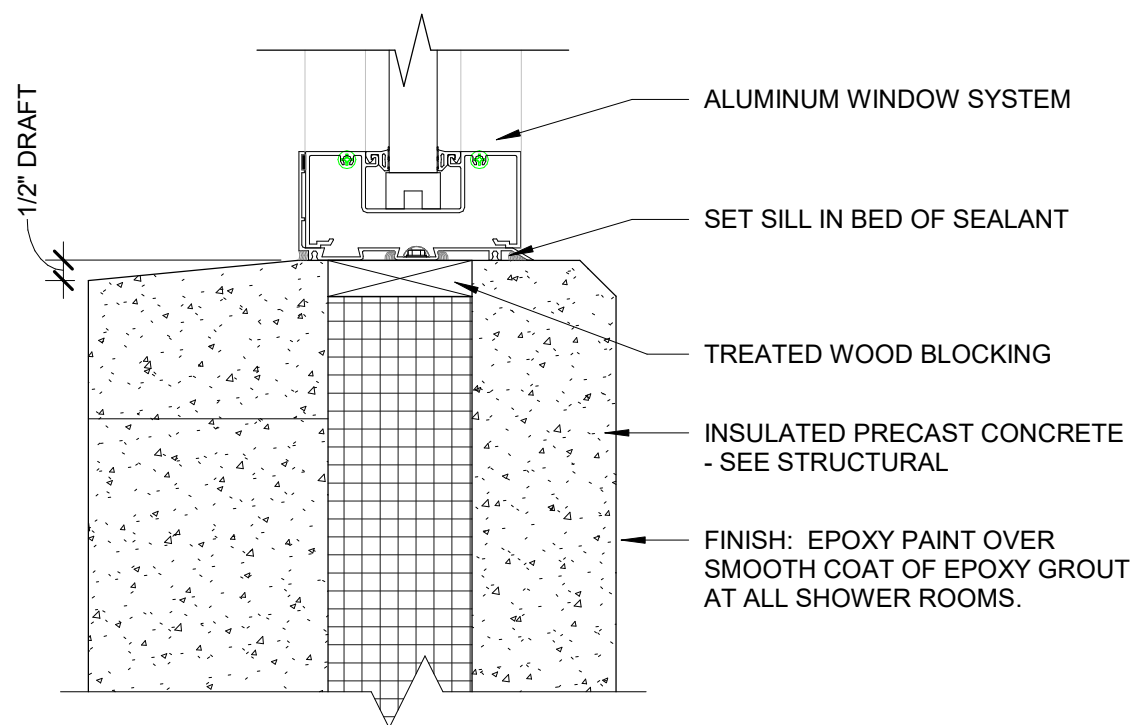 1/2" DRAFT
ALUMINUM WINDOW SYSTEM
SET SILL IN BED OF SEALANT
TREATED WOOD BLOCKING
INSULATED PRECAST CONCRETE
- SEE STRUCTURAL
FINISH: EPOXY PAINT OVER
SMOOTH COAT OF EPOXY GROUT
AT ALL SHOWER ROOMS.